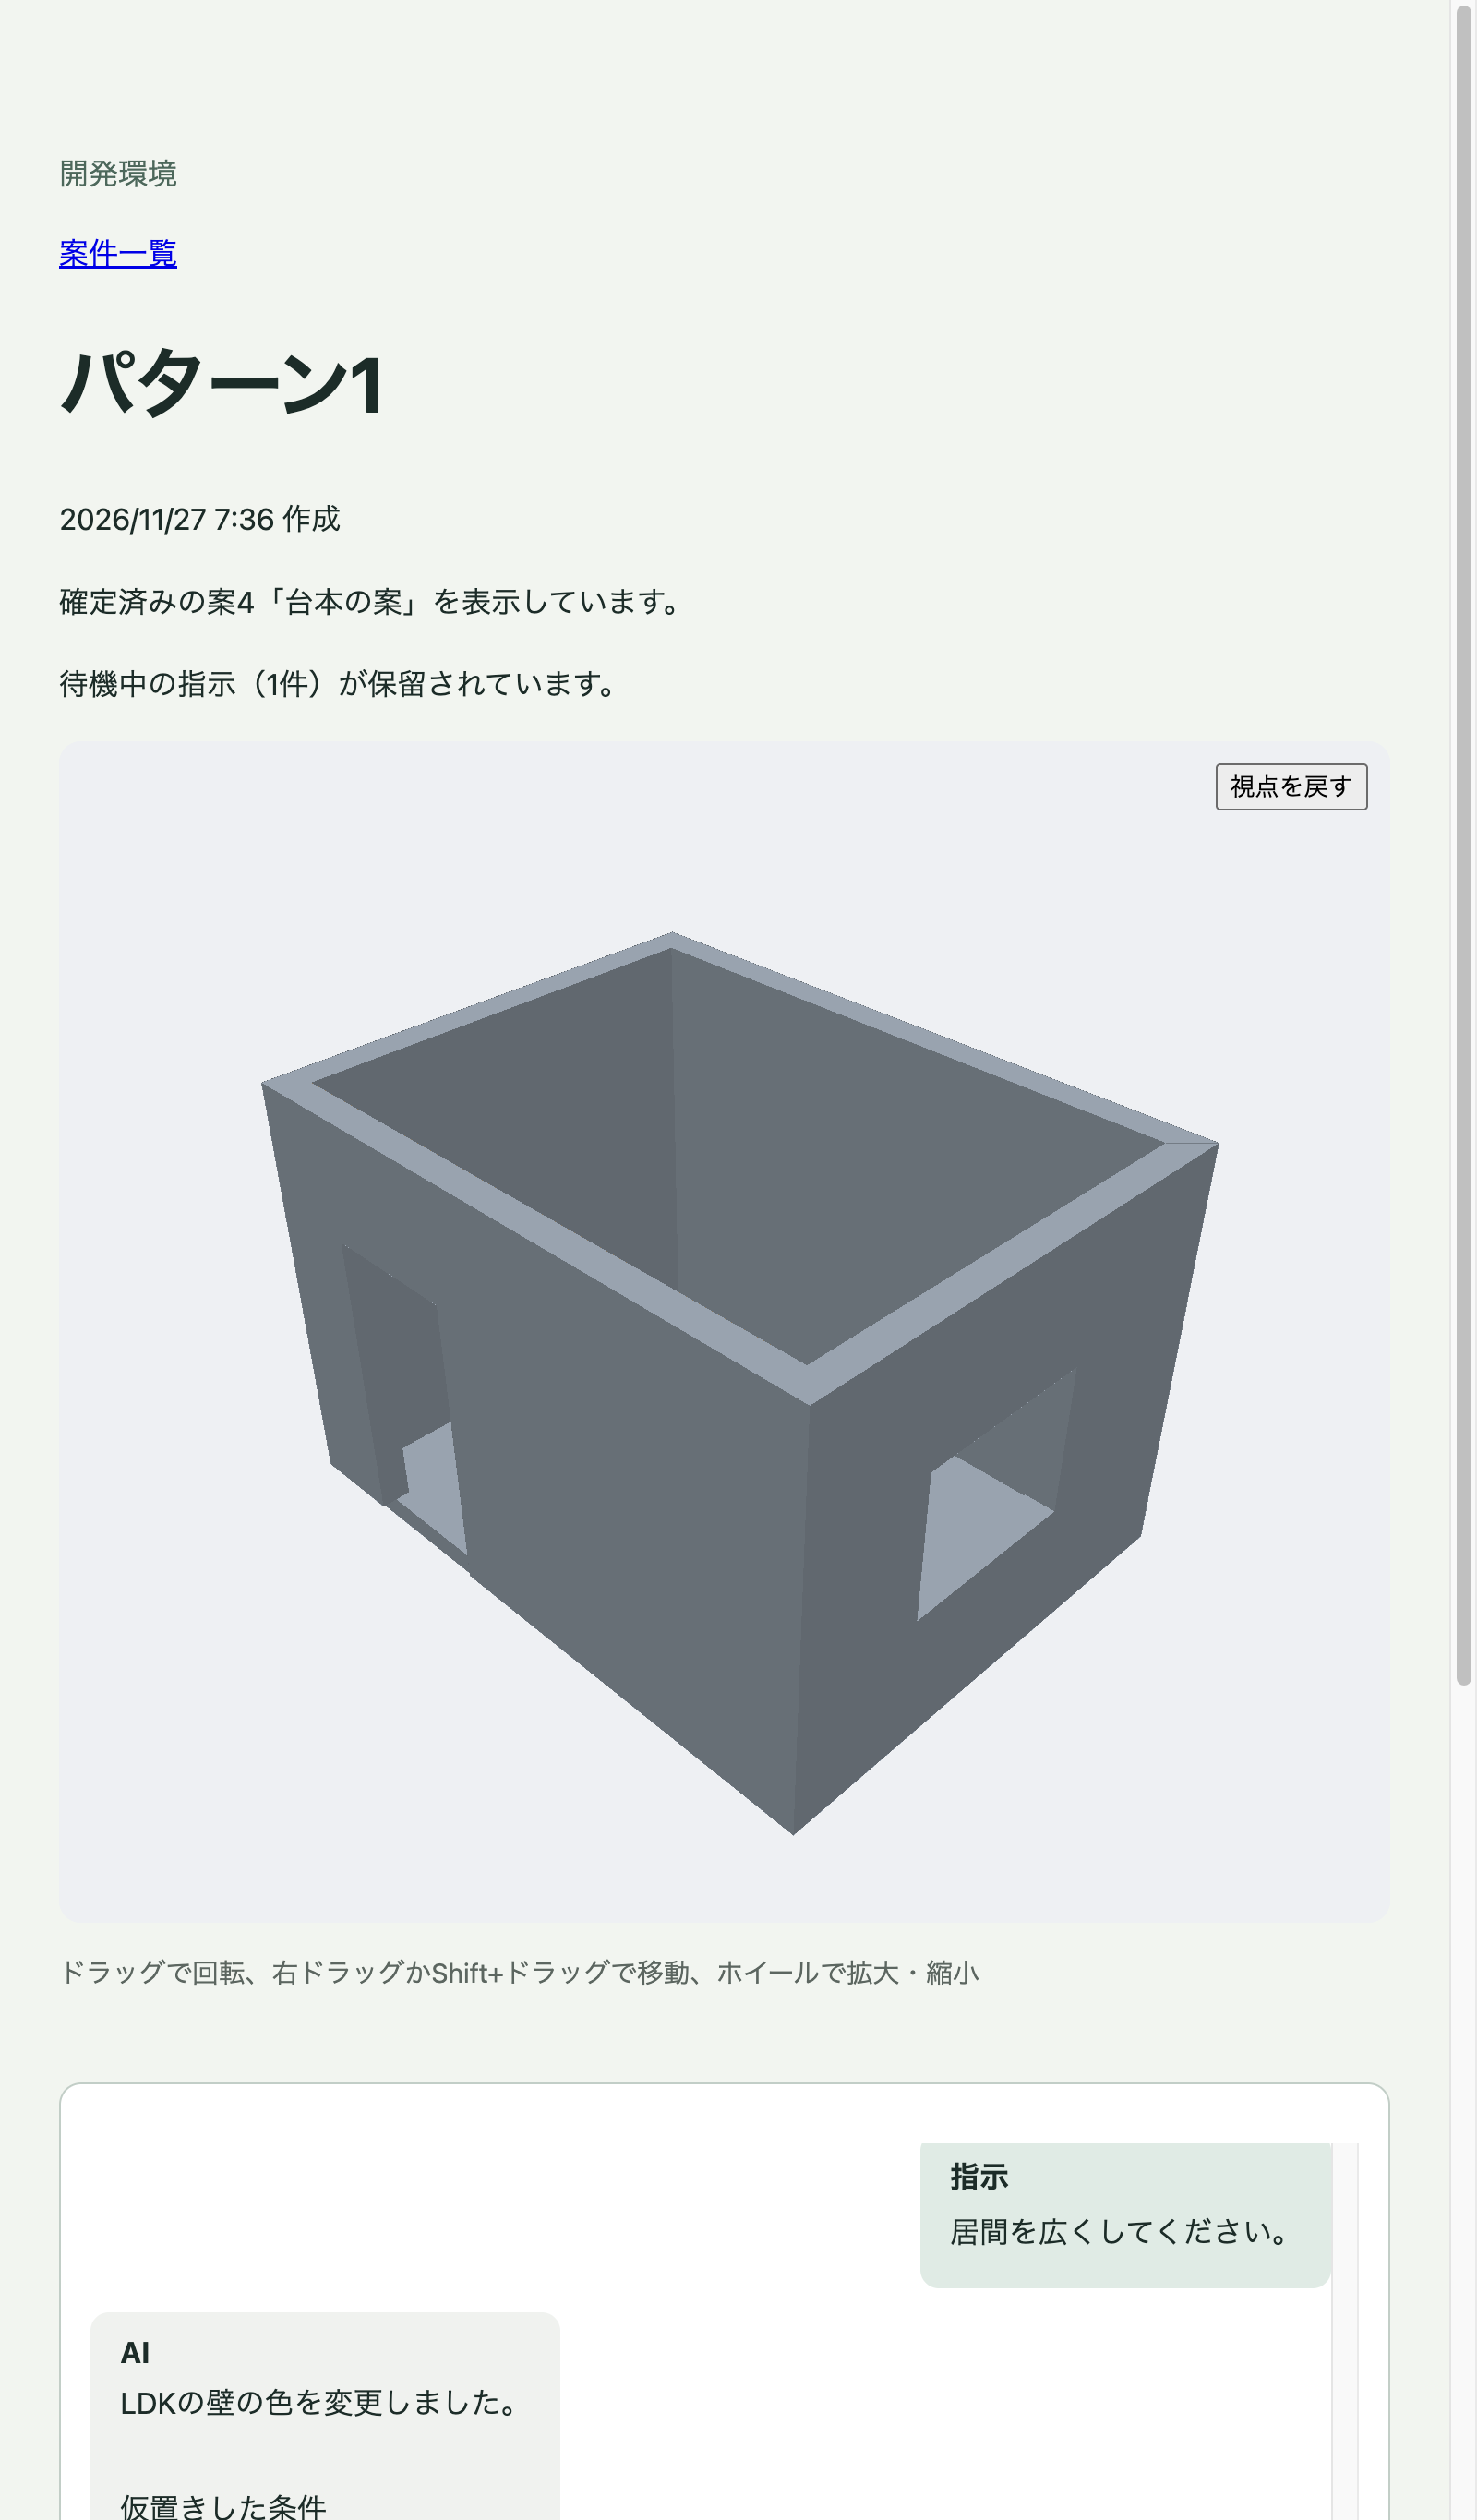 開発環境
案件一覧
パターン1
2026/11/27 7:36 作成
確定済みの案4「台本の案」を表示しています。
待機中の指示（1件）が保留されています。
視点を戻す
ドラッグで回転、右ドラッグかShift+ドラッグで移動、ホイールで拡大・縮小
指示
居間を広くしてください。
AI
LDKの壁の色を変更しました。
仮置きした条件